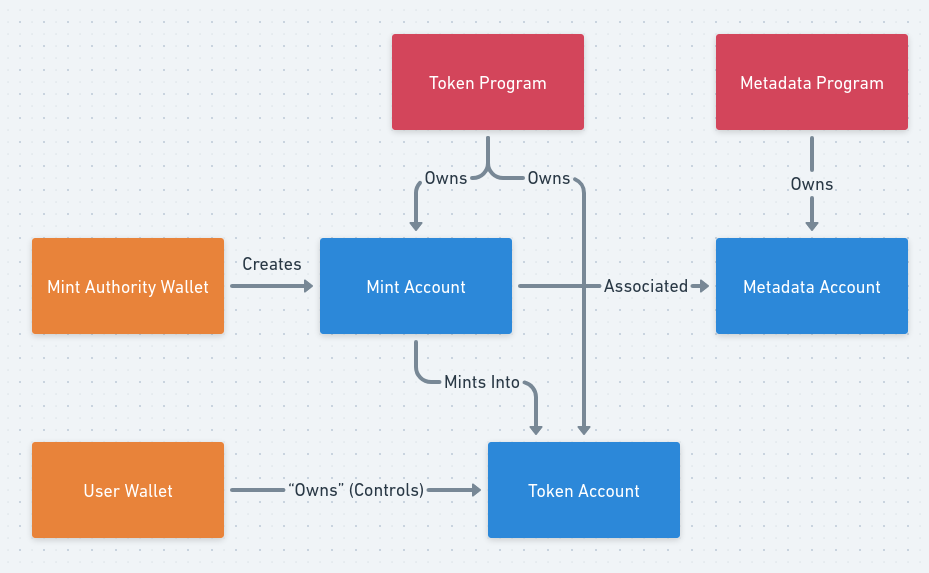 Token Program
Metadata Program
Owns
Owns
Owns
Mint Authority Wallet
Creates
Mint Account
Associated
Metadata Account
Mints Into
User Wallet
“Owns” (Controls)
Token Account